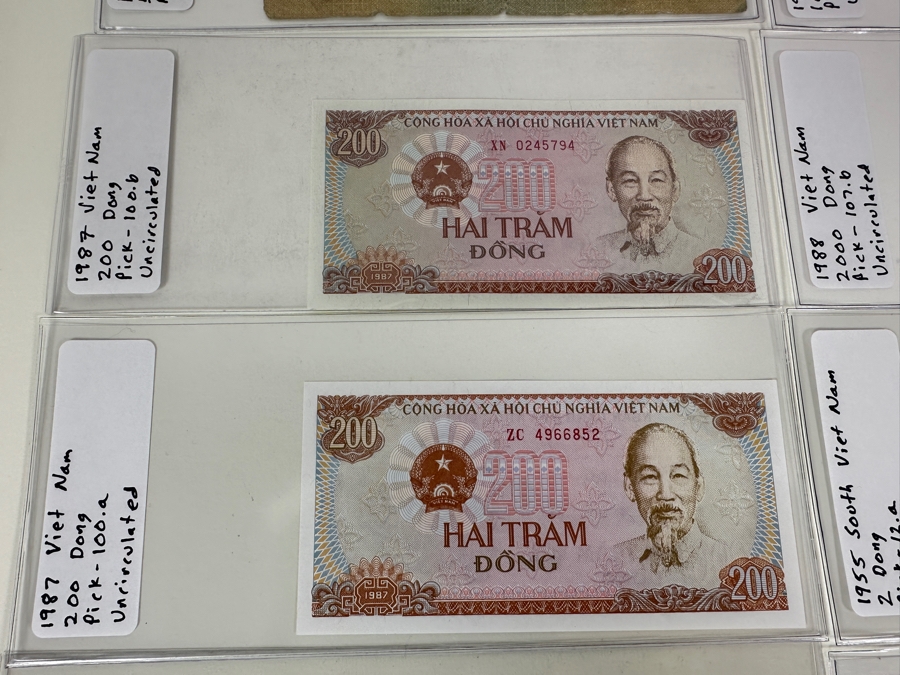 1987 Viet Nam
200 Dong
Pick-100.b
Uncirculated
CỘNG HÒA XÃ HỘI CHỦ NGHĨA VIỆT NAM
200
XN 0245794
200
HAI TRĂM
ĐỒNG
1987
200
1988 Viet Nam
2000 Dong
Pick-107.b
Uncirculated
1987 Viet Nam
200 Dong
Pick-100.a
Uncirculated
CỘNG HÒA XÃ HỘI CHỦ NGHĨA VIỆT NAM
200
ZC 4966852
200
HAI TRĂM
ĐỒNG
1987
200
1955 South Viet Nam
2 Dong